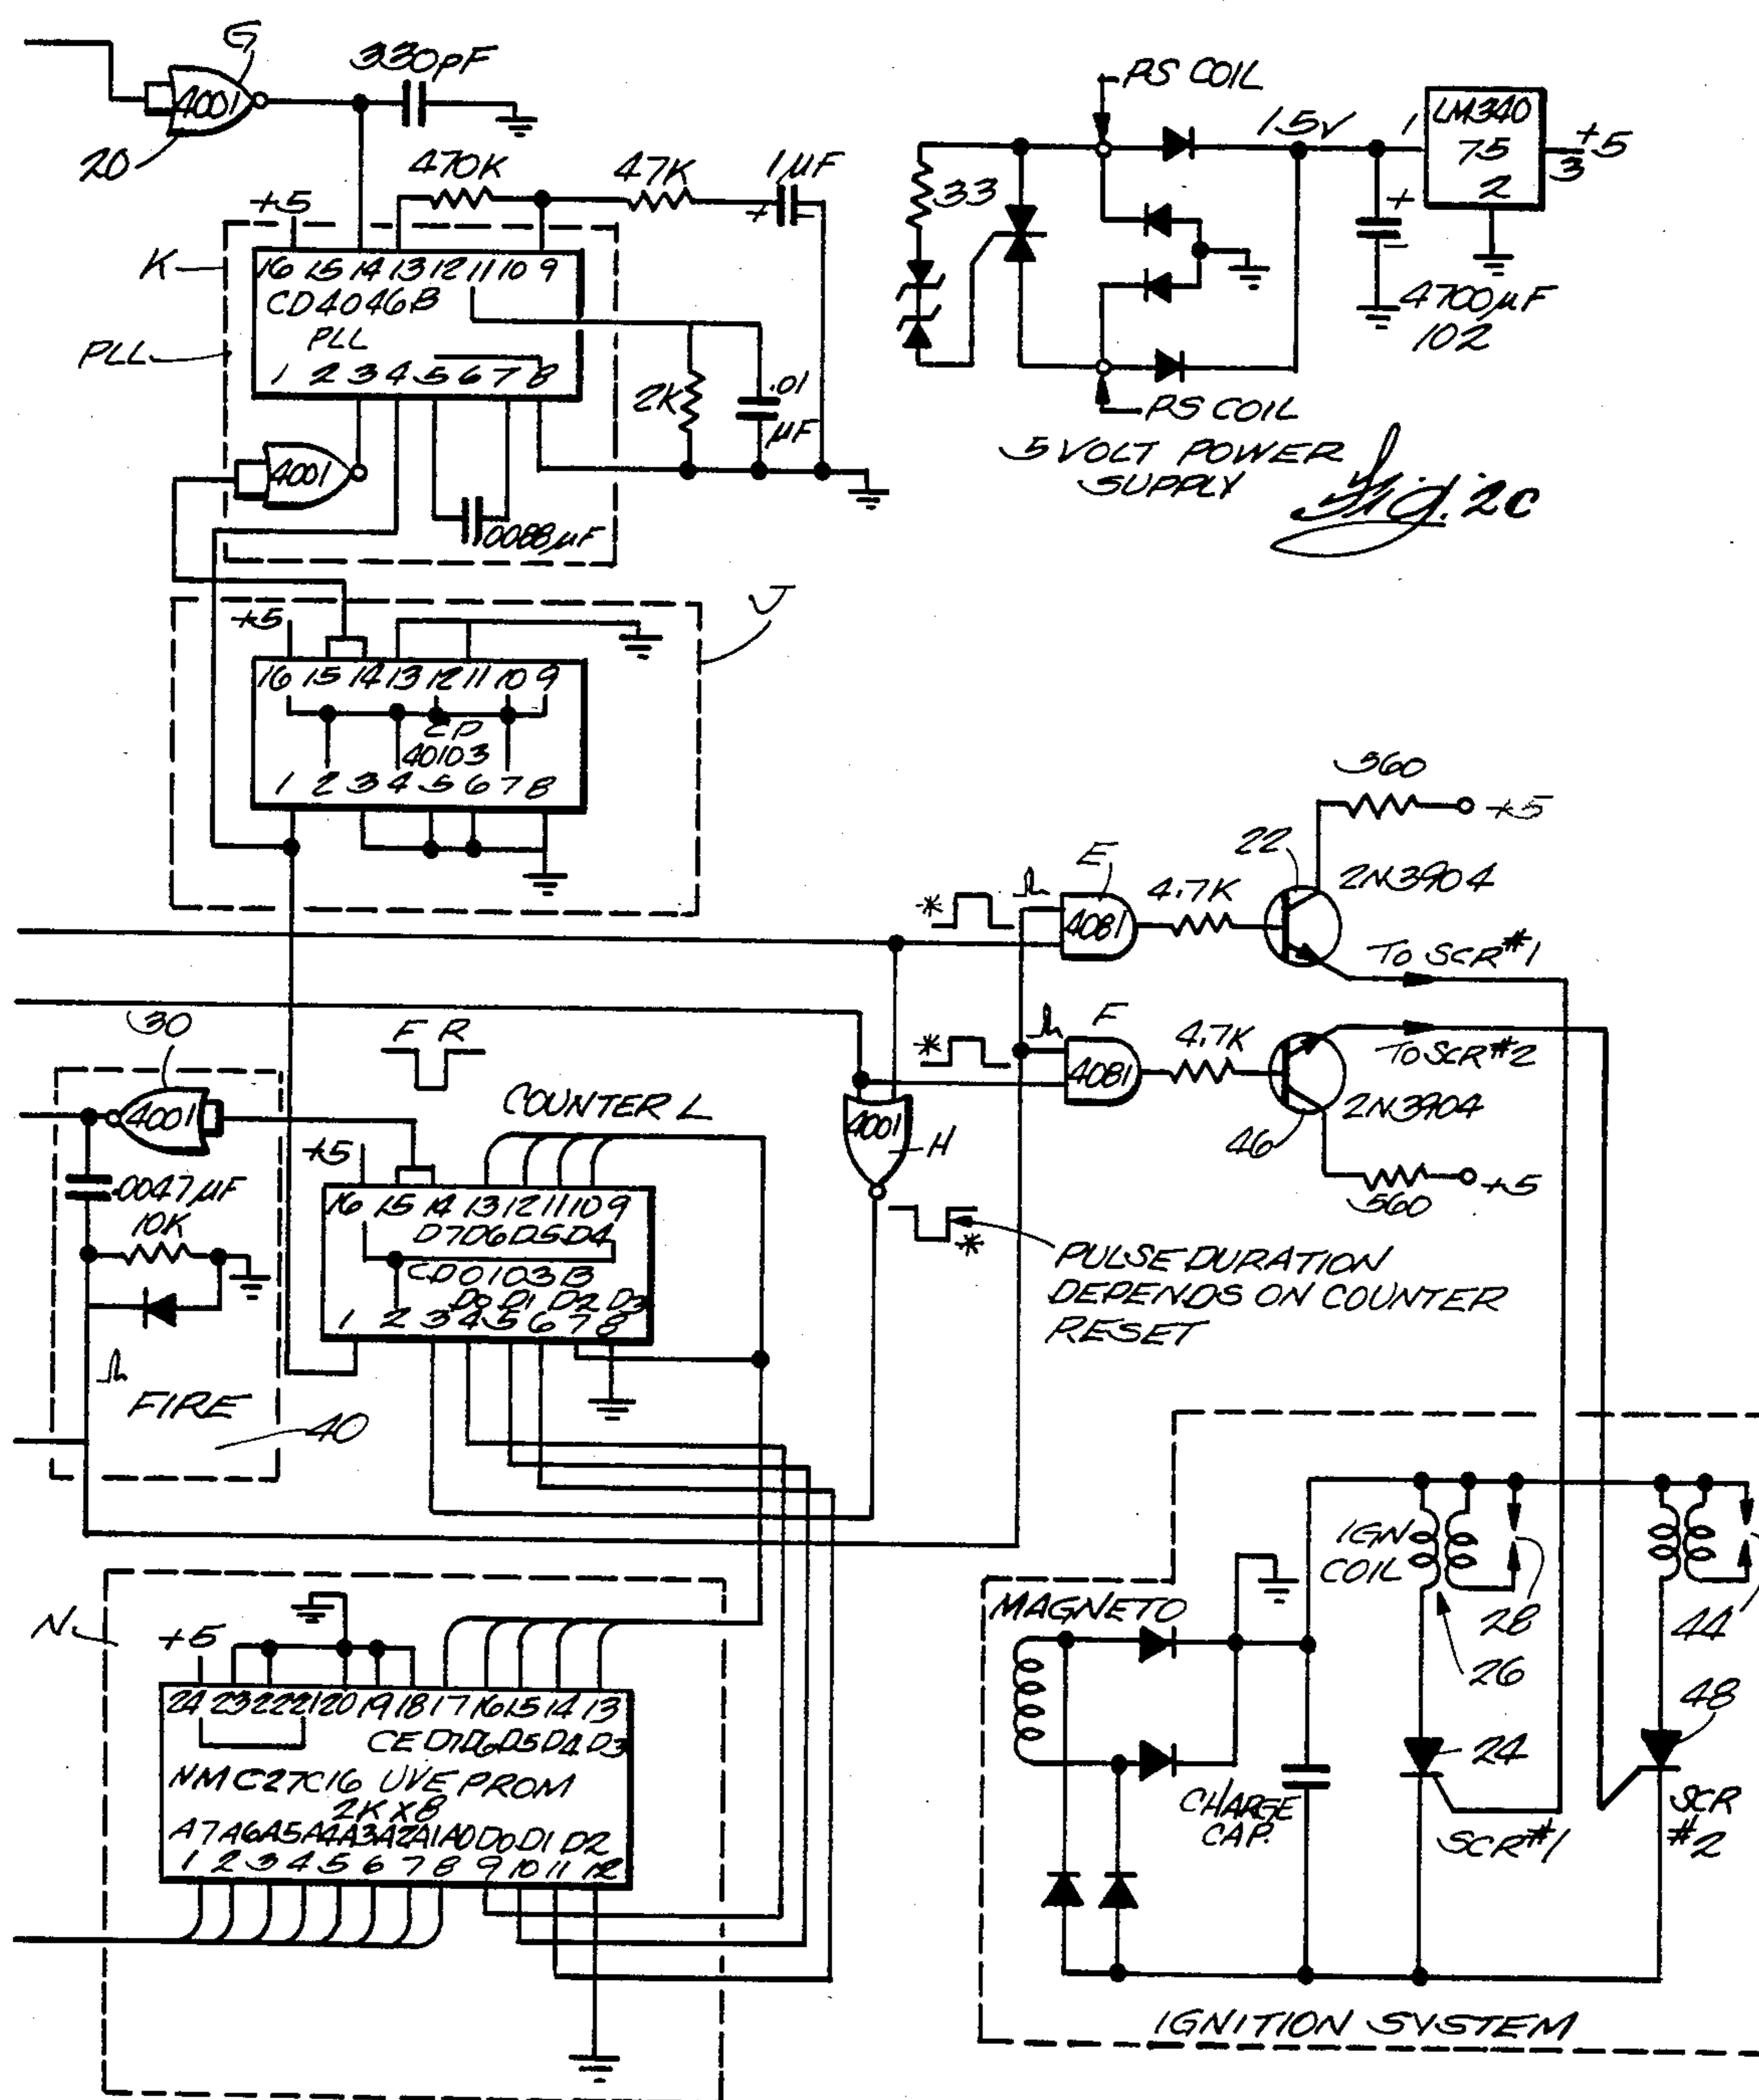 G
330pF
4001
20
470K
47K
1µF
+
-
+5
K
16 15 14 13 12 11 10 9
CD4046B
PLL
1 2 3 4 5 6 7 8
PLL
2K
.01
µF
4001
.0088µF
PS COIL
33
15V
1
LM340
75
2
3
+5
+
-
4700µF
102
PS COIL
5 VOLT POWER
SUPPLY
Fig. 2c
J
+5
16 15 14 13 12 11 10 9
CD
40103
1 2 3 4 5 6 7 8
560
+5
22
2N3904
E
*
4081
4.7K
TO SCR #1
F
*
4081
4.7K
TO SCR #2
2N3904
46
560
+5
30
F R
4001
COUNTER L
4001
H
.0047µF
10K
+5
16 15 14 13 12 11 10 9
D7 D6 D5 D4
CD0103B
D0 D1 D2 D3
1 2 3 4 5 6 7 8
*
PULSE DURATION
DEPENDS ON COUNTER
RESET
FIRE
40
N
+5
24 23 22 21 20 19 18 17 16 15 14 13
CE D7 D6 D5 D4 D3
NMC27C16 UVE PROM
2K X 8
A7 A6 A5 A4 A3 A2 A1 A0 D0 D1 D2
1 2 3 4 5 6 7 8 9 10 11 12
IGN
COIL
28
26
44
MAGNETO
CHARGE
CAP.
24
SCR #1
48
SCR
#2
IGNITION SYSTEM